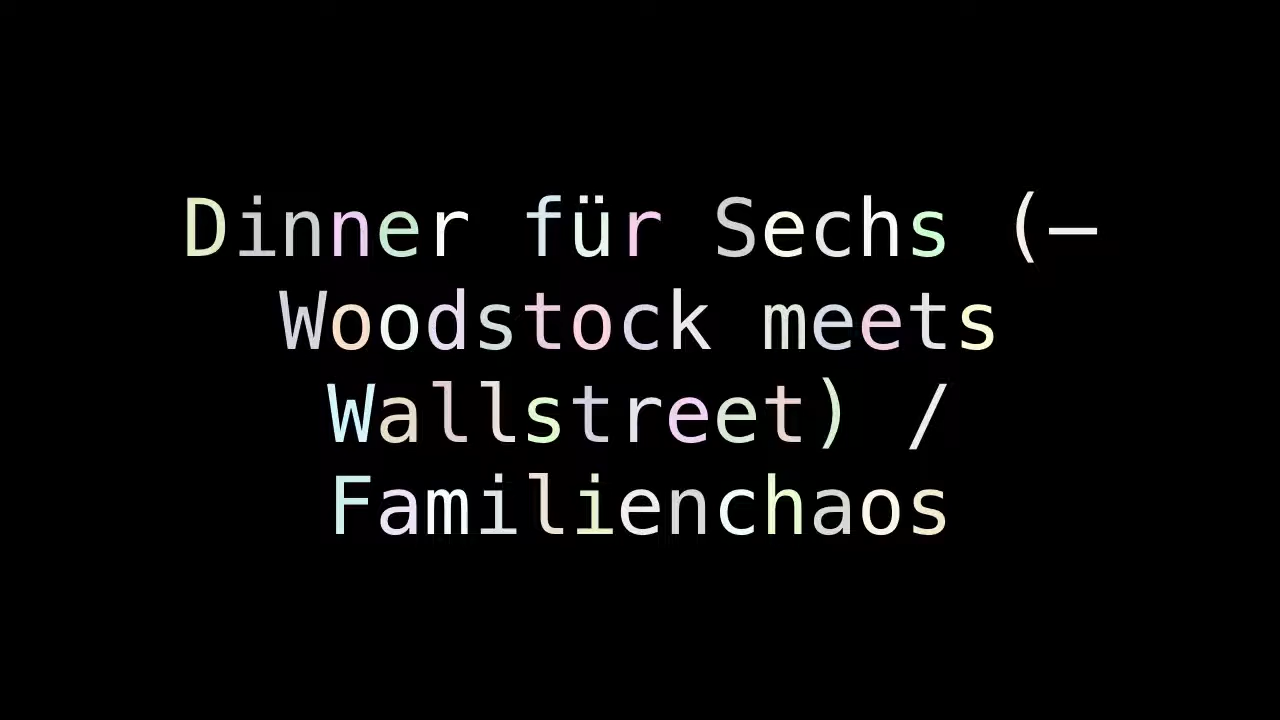 Dinner für Sechs (–
Woodstock meets
Wallstreet) /
Familienchaos